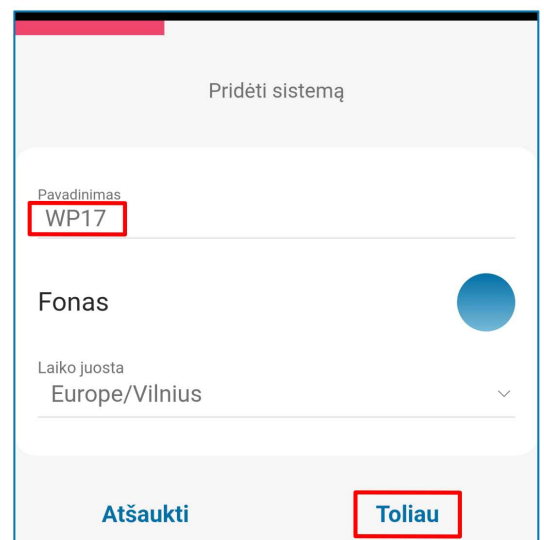 Pridėti sistemą
Pavadinimas
WP17
Fonas
Laiko juosta
Europe/Vilnius
Atšaukti Toliau